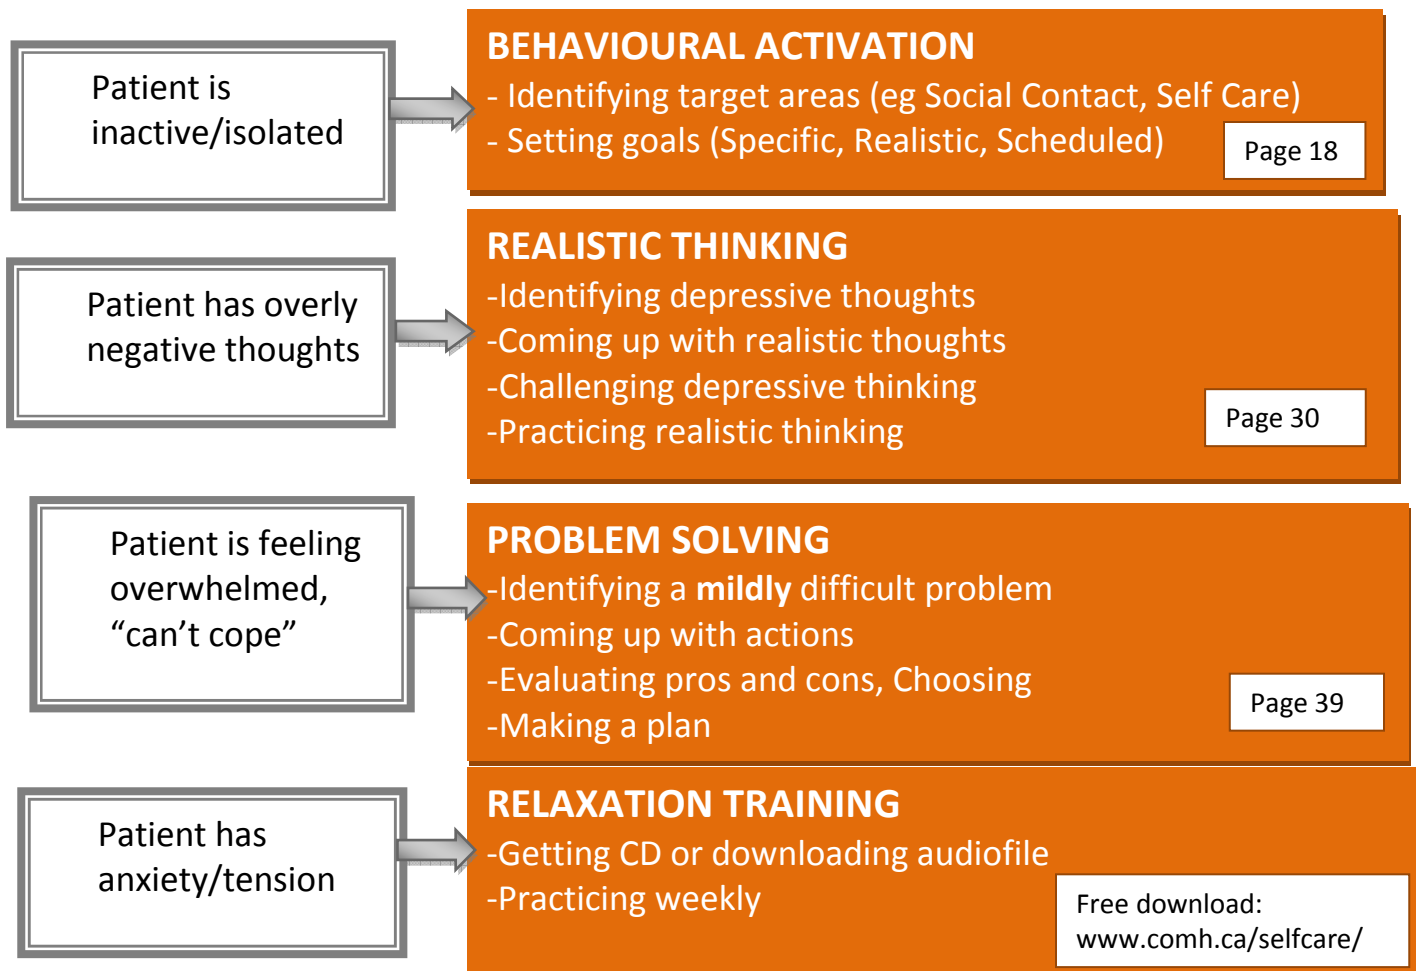 Patient is
inactive/isolated
BEHAVIOURAL ACTIVATION
- Identifying target areas (eg Social Contact, Self Care)
- Setting goals (Specific, Realistic, Scheduled)
Page 18
Patient has overly
negative thoughts
REALISTIC THINKING
-Identifying depressive thoughts
-Coming up with realistic thoughts
-Challenging depressive thinking
-Practicing realistic thinking
Page 30
Patient is feeling
overwhelmed,
“can’t cope”
PROBLEM SOLVING
-Identifying a mildly difficult problem
-Coming up with actions
-Evaluating pros and cons, Choosing
-Making a plan
Page 39
Patient has
anxiety/tension
RELAXATION TRAINING
-Getting CD or downloading audiofile
-Practicing weekly
Free download:
www.comh.ca/selfcare/